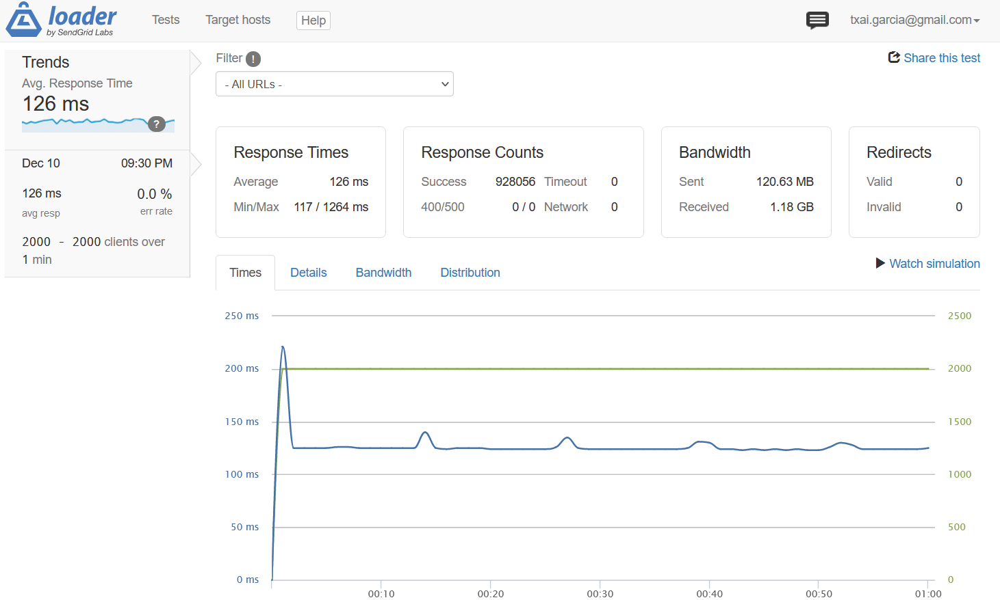 loader
by SendGrid Labs
Tests
Target hosts
Help
txai.garcia@gmail.com
Trends
Avg. Response Time
126 ms
?
Dec 10 09:30 PM
126 ms 0.0 %
avg resp err rate
2000 - 2000 clients over
1 min
Filter !
- All URLs -
Share this test
Response Times
Average 126 ms
Min/Max 117 / 1264 ms
Response Counts
Success 928056 Timeout 0
400/500 0 / 0 Network 0
Bandwidth
Sent 120.63 MB
Received 1.18 GB
Redirects
Valid 0
Invalid 0
Times
Details
Bandwidth
Distribution
Watch simulation
250 ms 2500
200 ms 2000
150 ms 1500
100 ms 1000
50 ms 500
0 ms 0
00:10 00:20 00:30 00:40 00:50 01:00